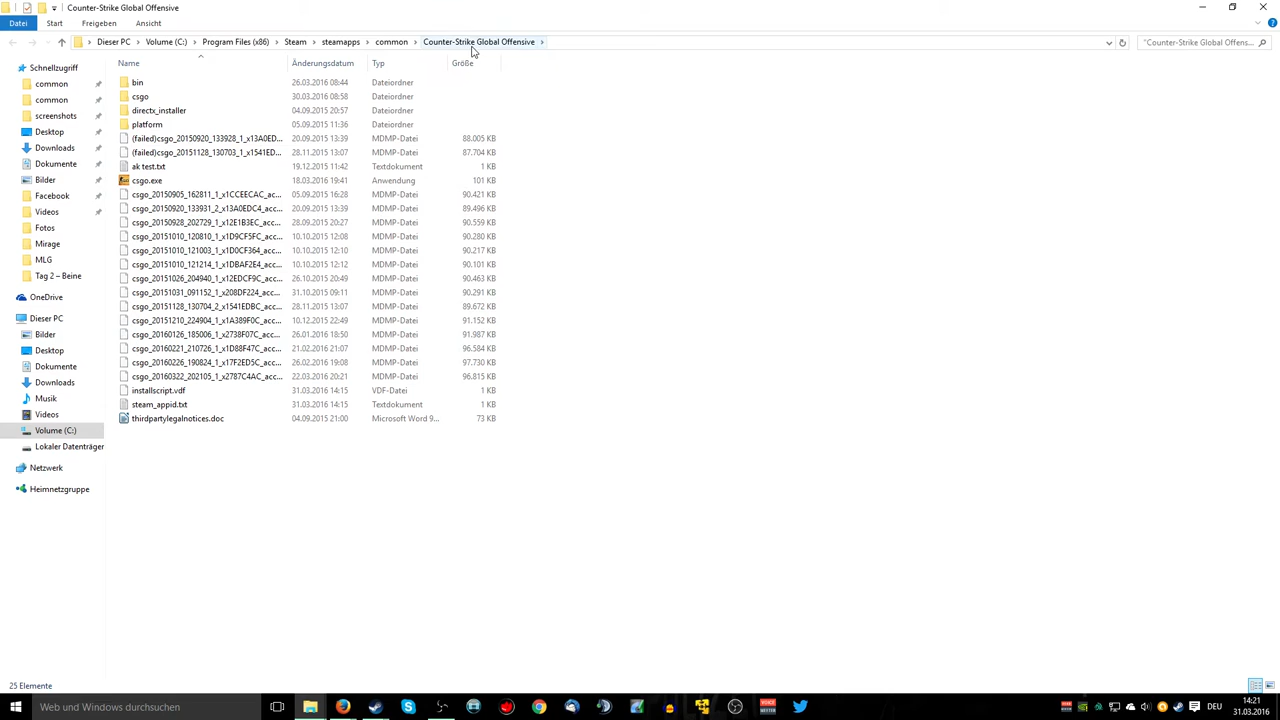 Counter-Strike Global Offensive
Datei Start Freigeben Ansicht
Dieser PC Volume (C:) Program Files (x86) Steam steamapps common Counter-Strike Global Offensive "Counter-Strike Global Offens...
Name Änderungsdatum Typ Größe
Schnellzugriff
common
common
screenshots
Desktop
Downloads
Dokumente
Bilder
Facebook
Videos
Fotos
Mirage
MLG
Tag 2 – Beine
OneDrive
Dieser PC
Bilder
Desktop
Dokumente
Downloads
Musik
Videos
Volume (C:)
Lokaler Datenträger
Netzwerk
Heimnetzgruppe
bin 26.03.2016 08:44 Dateiordner
csgo 30.03.2016 08:58 Dateiordner
directx_installer 04.09.2015 20:57 Dateiordner
platform 05.09.2015 11:36 Dateiordner
(failed)csgo_20150920_133928_1_x13A0ED... 20.09.2015 13:39 MDMP-Datei 88.005 KB
(failed)csgo_20151128_130703_1_x1541ED... 28.11.2015 13:07 MDMP-Datei 87.704 KB
ak test.txt 19.12.2015 11:42 Textdokument 1 KB
csgo.exe 18.03.2016 19:41 Anwendung 101 KB
csgo_20150905_162811_1_x1CCEECAC_acc... 05.09.2015 16:28 MDMP-Datei 90.421 KB
csgo_20150920_133931_2_x13A0EDC4_acc... 20.09.2015 13:39 MDMP-Datei 89.496 KB
csgo_20150928_202729_1_x12E1B3EC_acc... 28.09.2015 20:27 MDMP-Datei 90.559 KB
csgo_20151010_120810_1_x1D9CF5FC_acc... 10.10.2015 12:08 MDMP-Datei 90.280 KB
csgo_20151010_121003_1_x1D0CF364_acc... 10.10.2015 12:10 MDMP-Datei 90.217 KB
csgo_20151010_121214_1_x1DBAF2E4_acc... 10.10.2015 12:12 MDMP-Datei 90.101 KB
csgo_20151026_204940_1_x12EDCF9C_acc... 26.10.2015 20:49 MDMP-Datei 90.463 KB
csgo_20151031_091152_1_x208DF224_acc... 31.10.2015 09:11 MDMP-Datei 90.291 KB
csgo_20151128_130704_2_x1541EDBC_acc... 28.11.2015 13:07 MDMP-Datei 89.672 KB
csgo_20151210_224904_1_x1A389F0C_acc... 10.12.2015 22:49 MDMP-Datei 91.152 KB
csgo_20160126_185006_1_x2738F07C_acc... 26.01.2016 18:50 MDMP-Datei 91.987 KB
csgo_20160221_210726_1_x1D88F47C_acc... 21.02.2016 21:07 MDMP-Datei 96.584 KB
csgo_20160226_190824_1_x17F2ED5C_acc... 26.02.2016 19:08 MDMP-Datei 97.730 KB
csgo_20160322_202105_1_x2787C4AC_acc... 22.03.2016 20:21 MDMP-Datei 96.815 KB
installscript.vdf 31.03.2016 14:15 VDF-Datei 1 KB
steam_appid.txt 31.03.2016 14:15 Textdokument 1 KB
thirdpartylegalnotices.doc 04.09.2015 21:00 Microsoft Word 9... 73 KB
25 Elemente
Web und Windows durchsuchen
DEU
14:21
31.03.2016